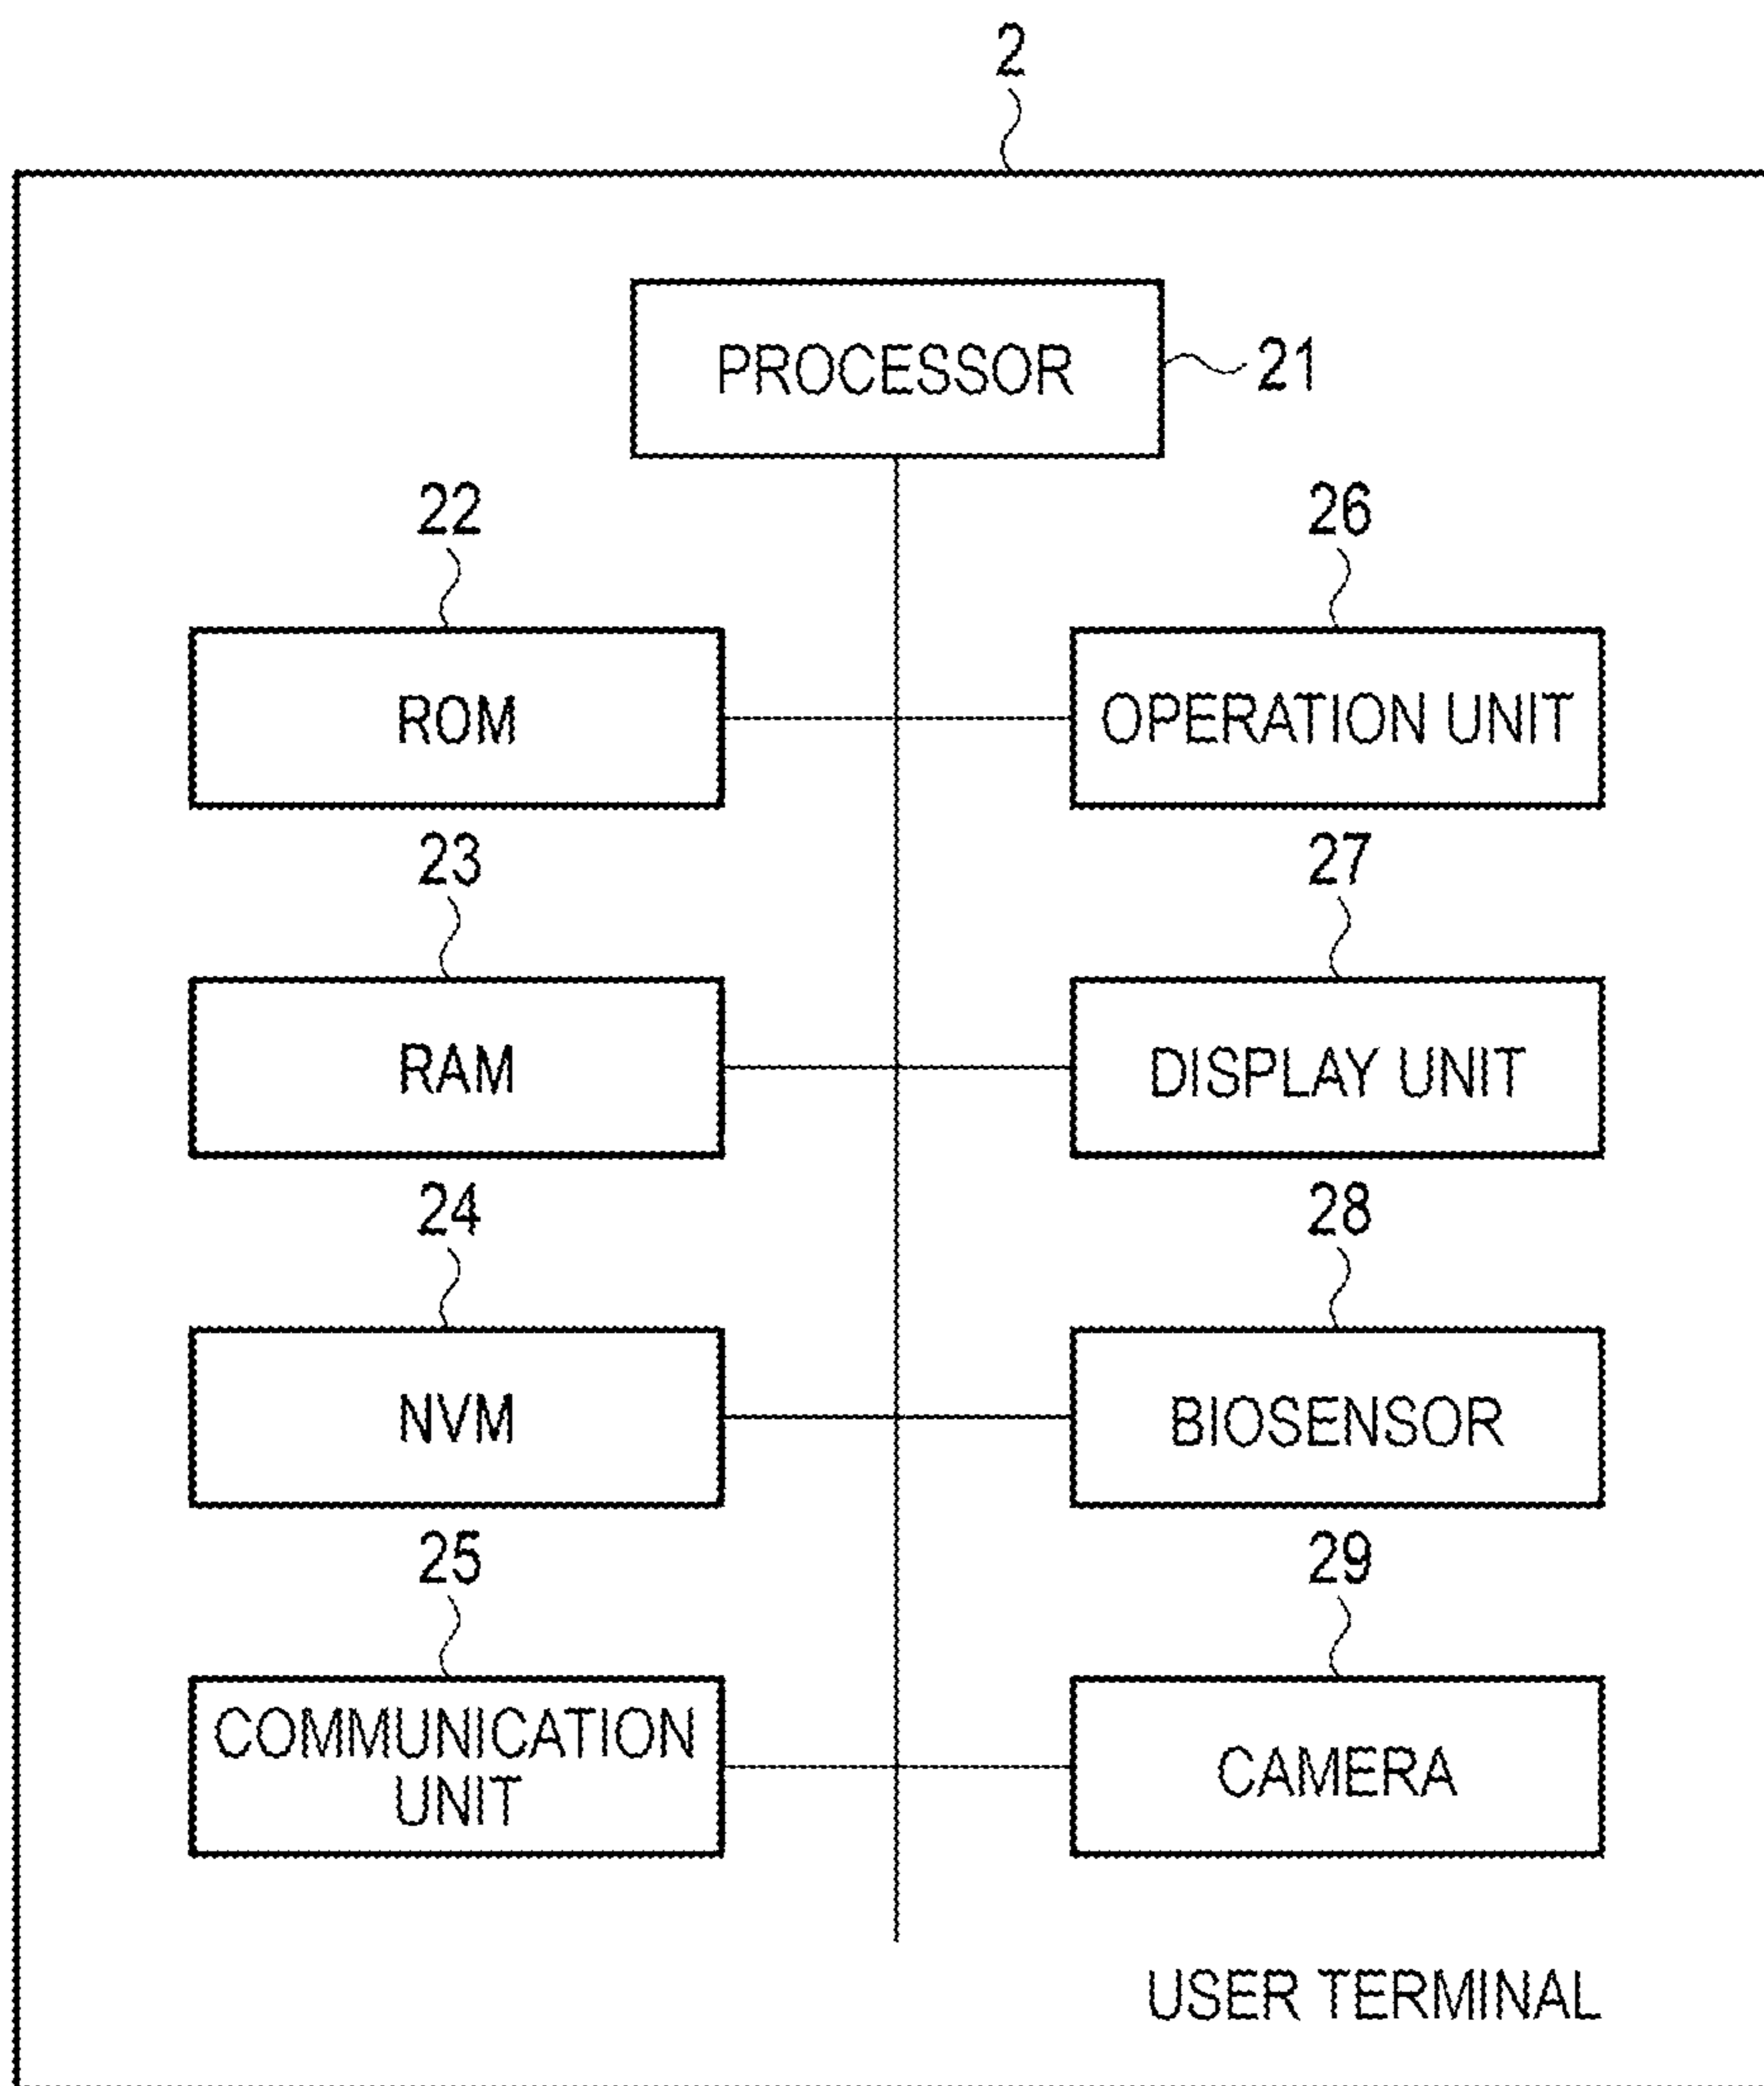 2
PROCESSOR
21
22
26
ROM
OPERATION UNIT
23
27
RAM
DISPLAY UNIT
24
28
NVM
BIOSENSOR
25
29
COMMUNICATION
UNIT
CAMERA
USER TERMINAL